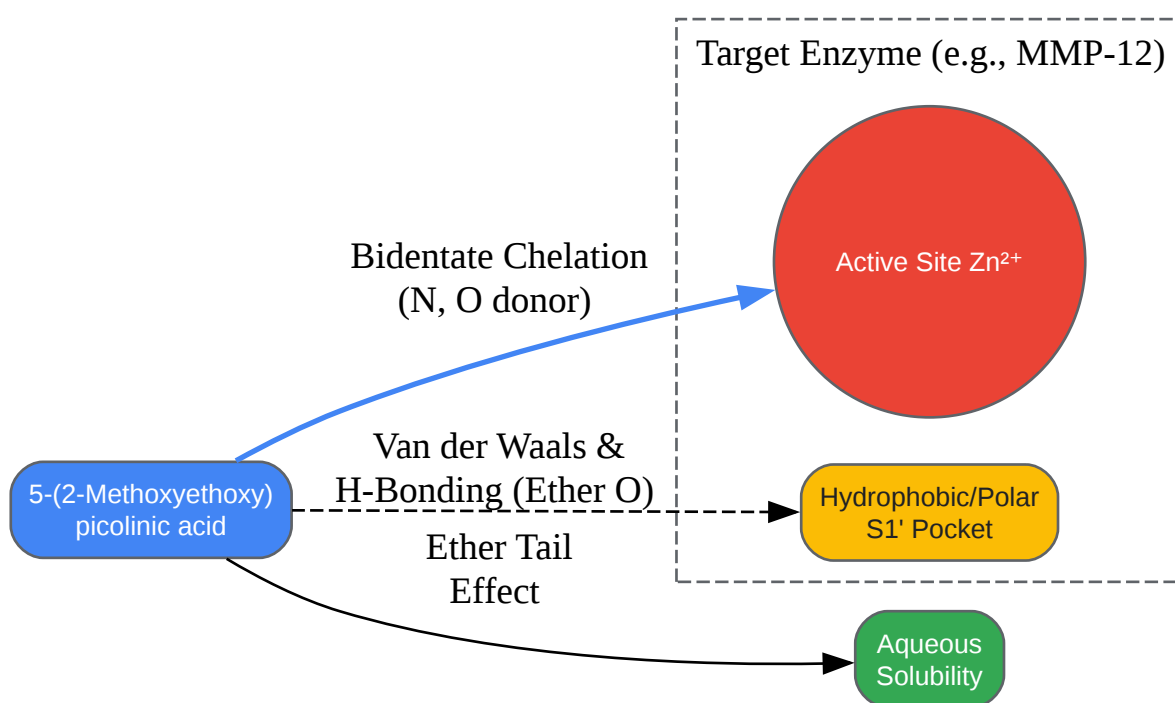 Target Enzyme (e.g., MMP-12)
Active Site Zn²⁺
Bidentate Chelation
(N, O donor)
Van der Waals &
H-Bonding (Ether O)
5-(2-Methoxyethoxy)
picolinic acid
Hydrophobic/Polar
S1' Pocket
Ether Tail
Effect
Aqueous
Solubility